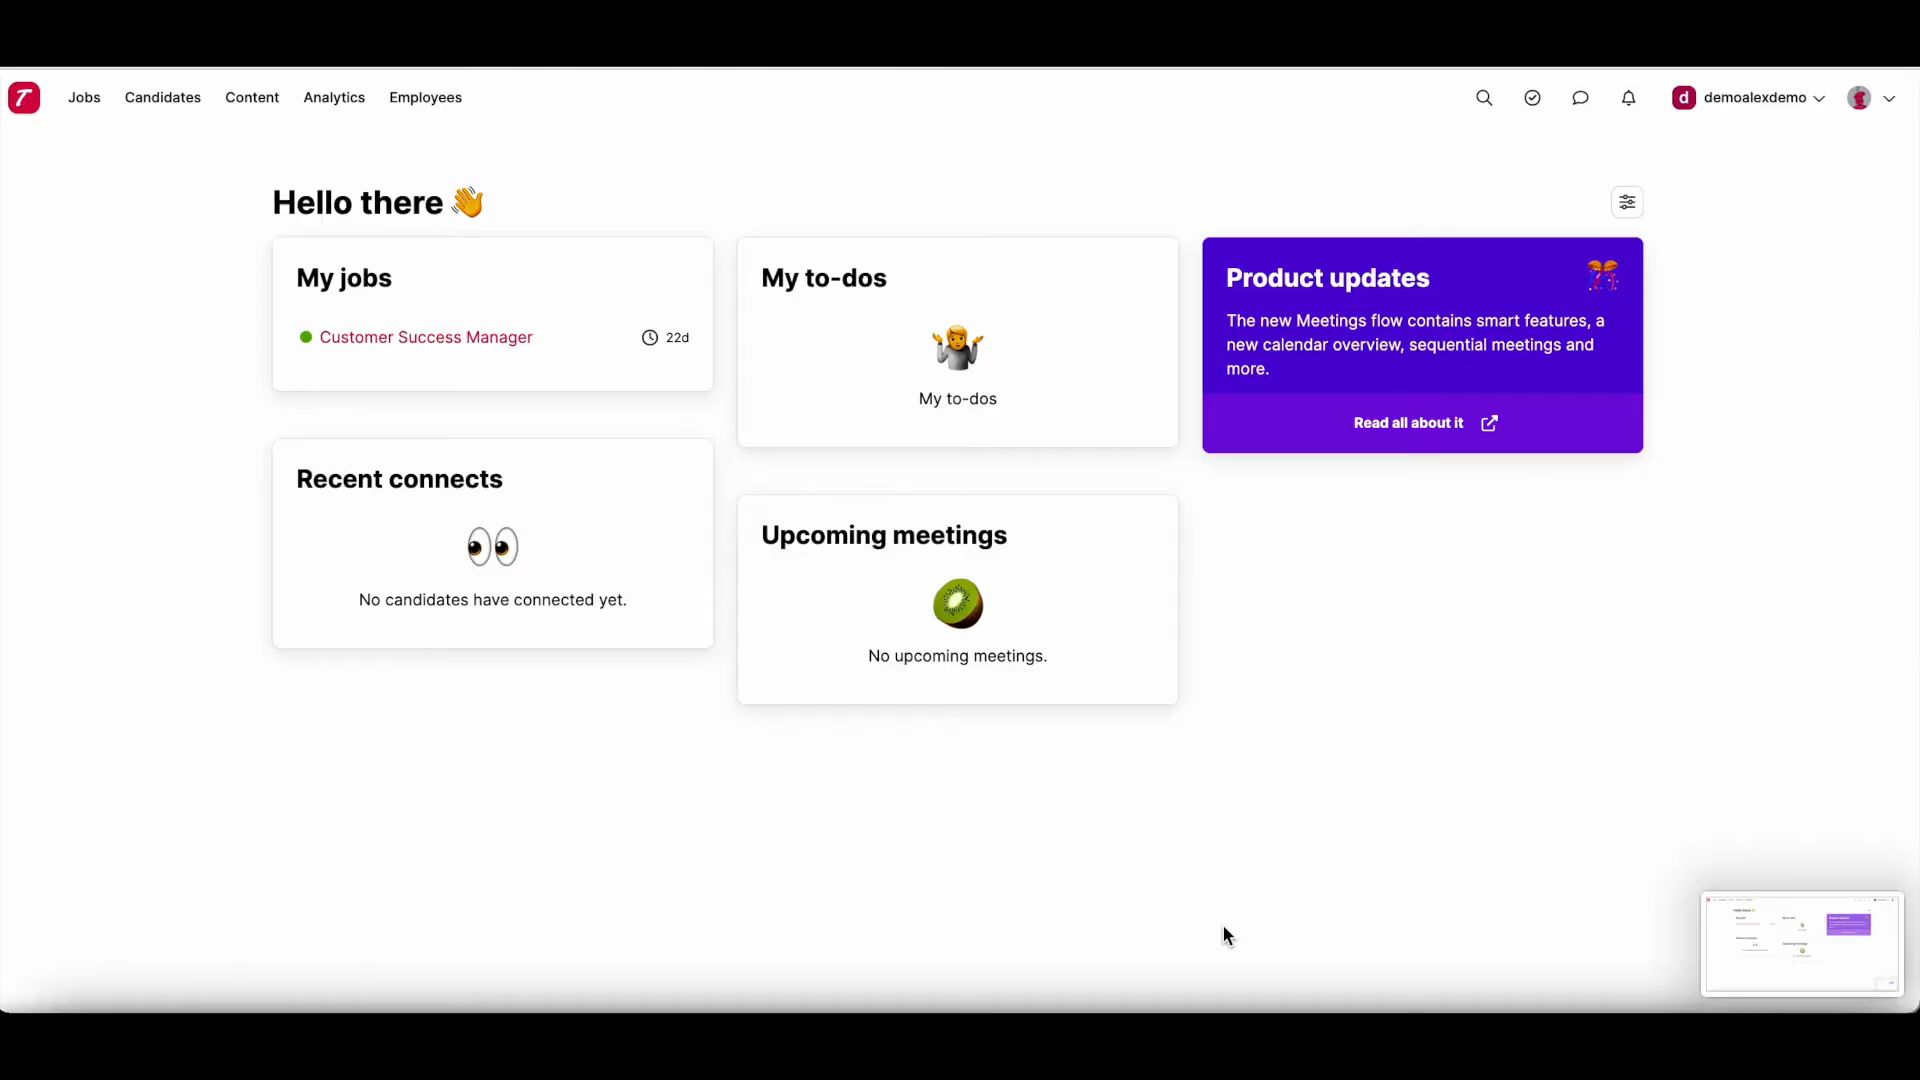 Jobs
Candidates
Content
Analytics
Employees
d
demoalexdemo
Hello there
My jobs
Customer Success Manager
22d
Recent connects
No candidates have connected yet.
My to-dos
My to-dos
Upcoming meetings
No upcoming meetings.
Product updates
The new Meetings flow contains smart features, a
new calendar overview, sequential meetings and
more.
Read all about it